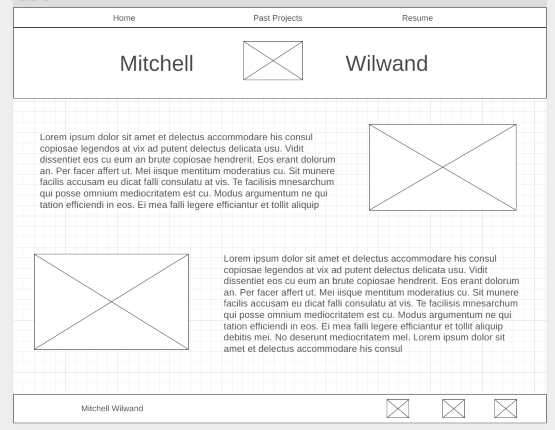 Home Past Projects Resume
Mitchell Wilwand
Lorem ipsum dolor sit amet et delectus accommodare his consul
copiosae legendos at vix ad putent delectus delicata usu. Vidit
dissentiet eos cu eum an brute copiosae hendrerit. Eos erant dolorum
an. Per facer affert ut. Mei iisque mentitum moderatius cu. Sit munere
facilis accusam eu dicat falli consulatu at vis. Te facilisis mnesarchum
qui posse omnium mediocritatem est cu. Modus argumentum ne qui
tation efficiendi in eos. Ei mea falli legere efficiantur et tollit aliquip
Lorem ipsum dolor sit amet et delectus accommodare his consul
copiosae legendos at vix ad putent delectus delicata usu. Vidit
dissentiet eos cu eum an brute copiosae hendrerit. Eos erant dolorum
an. Per facer affert ut. Mei iisque mentitum moderatius cu. Sit munere
facilis accusam eu dicat falli consulatu at vis. Te facilisis mnesarchum
qui posse omnium mediocritatem est cu. Modus argumentum ne qui
tation efficiendi in eos. Ei mea falli legere efficiantur et tollit aliquip
debitis mei. No deserunt mediocritatem mel. Lorem ipsum dolor sit
amet et delectus accommodare his consul
Mitchell Wilwand